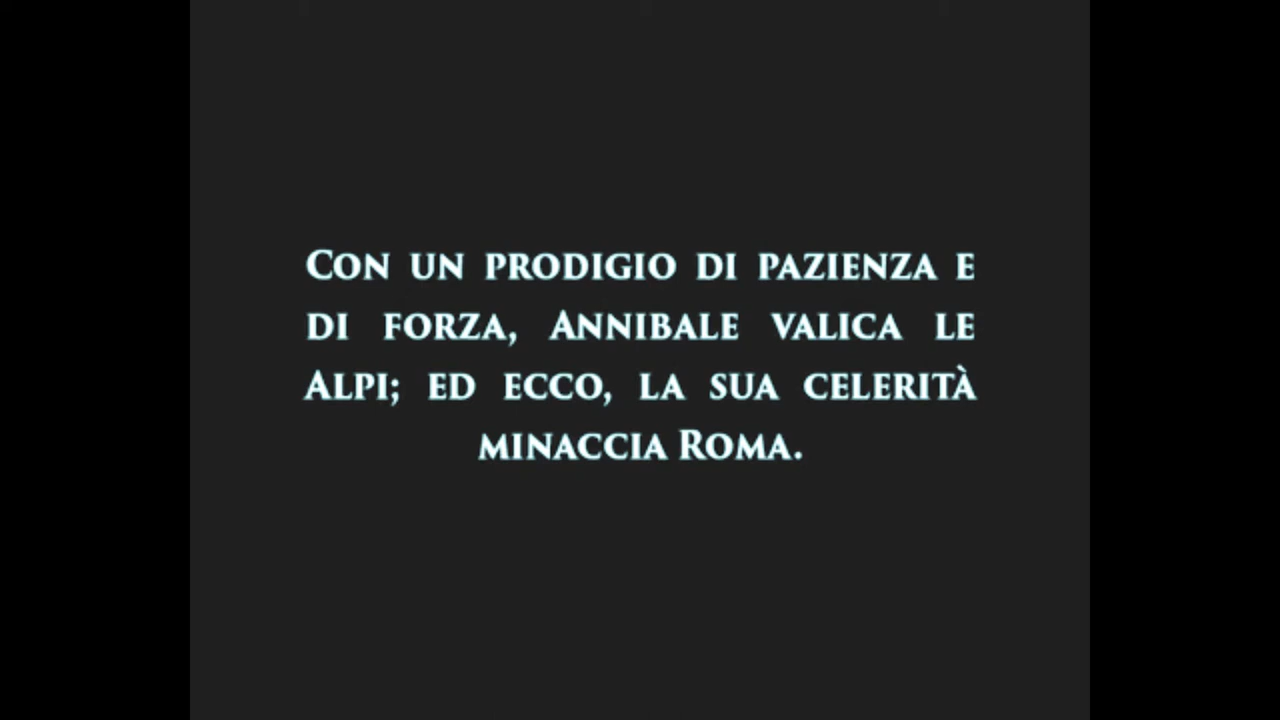 Con un prodigio di pazienza e
di forza, Annibale valica le
Alpi; ed ecco, la sua celerità
minaccia Roma.